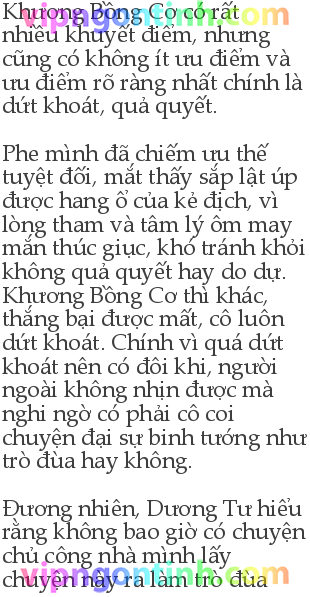 Khương Bồng Cơ có rất
nhiều khuyết điểm, nhưng
cũng có không ít ưu điểm và
ưu điểm rõ ràng nhất chính là
dứt khoát, quả quyết.
Phe mình đã chiếm ưu thế
tuyệt đối, mắt thấy sắp lật úp
được hang ổ của kẻ địch, vì
lòng tham và tâm lý ôm may
mắn thúc giục, khó tránh khỏi
không quả quyết hay do dự.
Khương Bồng Cơ thì khác,
thắng bại được mất, cô luôn
dứt khoát. Chính vì quá dứt
khoát nên có đôi khi, người
ngoài không nhịn được mà
nghi ngờ có phải cô coi
chuyện đại sự binh tướng như
trò đùa hay không.
Đương nhiên, Dương Tư hiểu
rằng không bao giờ có chuyện
chủ công nhà mình lấy
chuyện này ra làm trò đùa
vipngontinh.com
vipngontinh.com